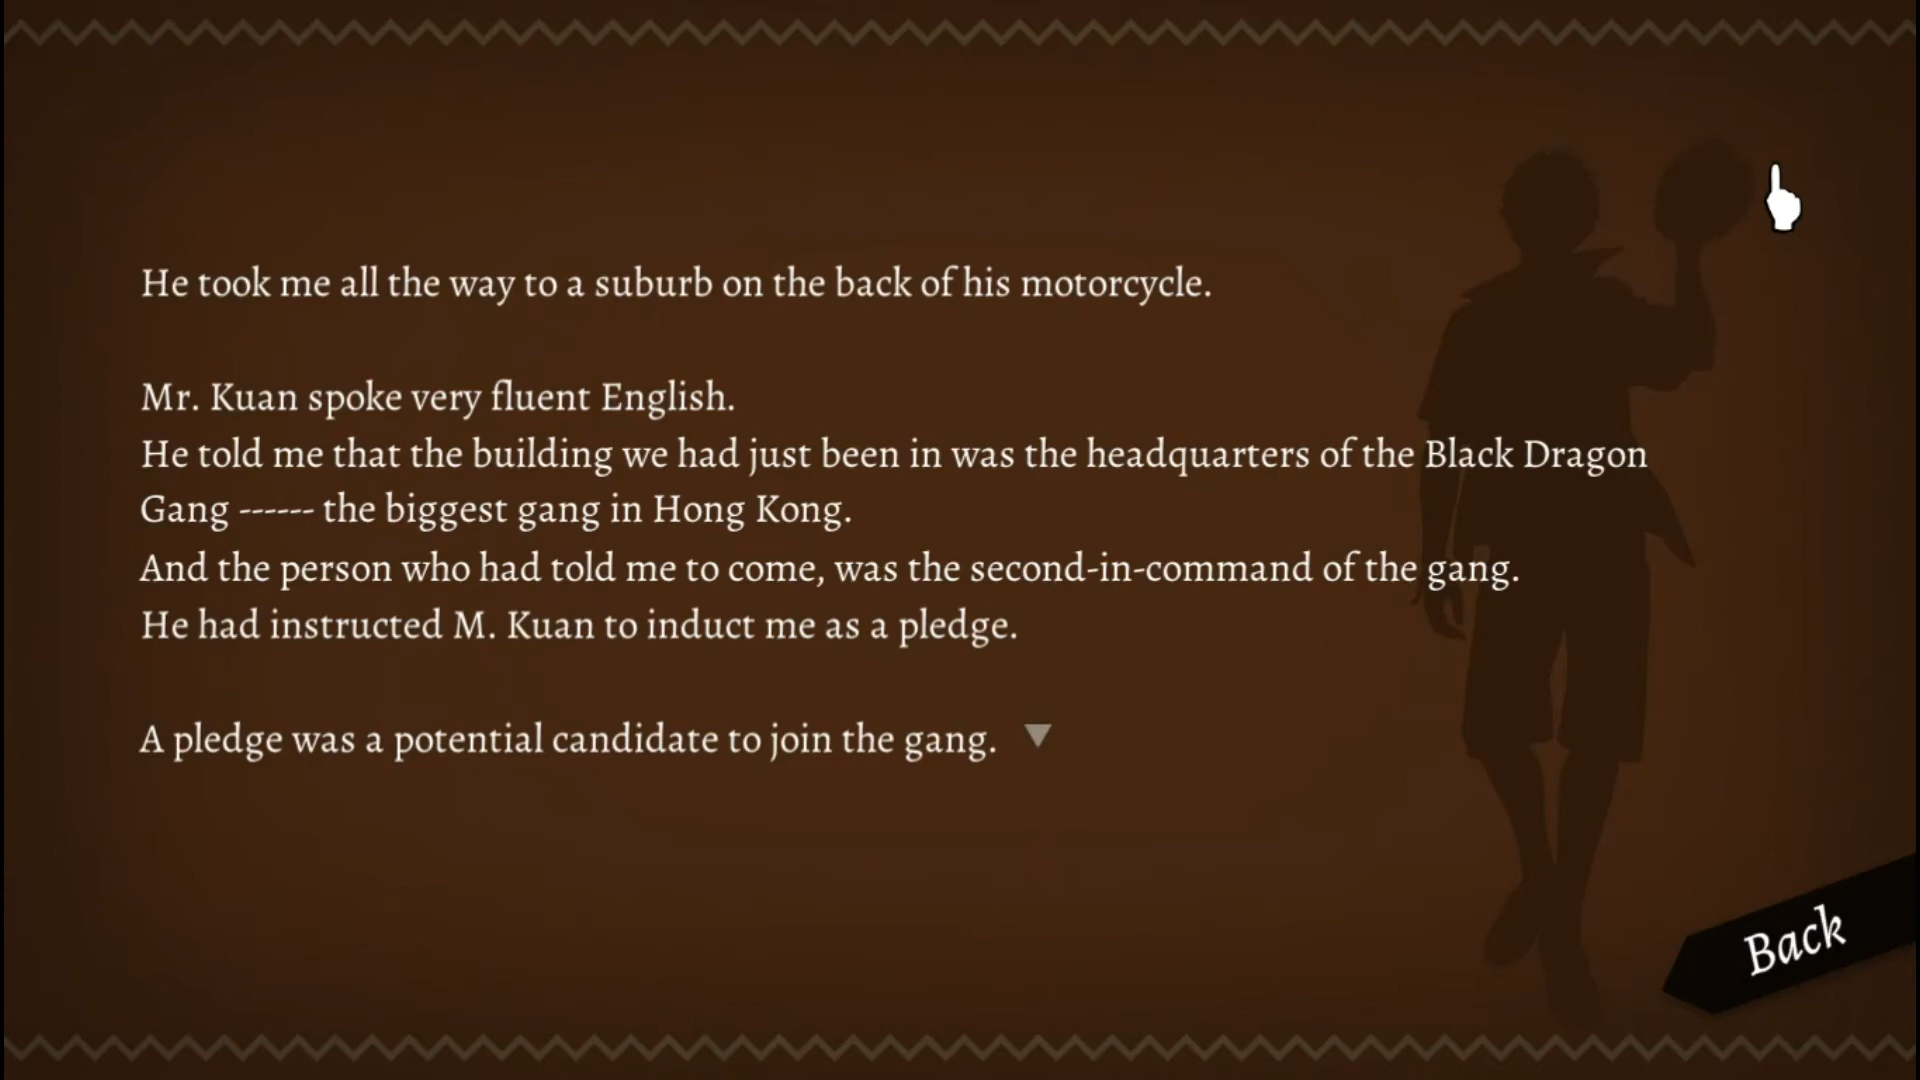 He took me all the way to a suburb on the back of his motorcycle.
Mr. Kuan spoke very fluent English.
He told me that the building we had just been in was the headquarters of the Black Dragon
Gang ------ the biggest gang in Hong Kong.
And the person who had told me to come, was the second-in-command of the gang.
He had instructed M. Kuan to induct me as a pledge.
A pledge was a potential candidate to join the gang.
Back